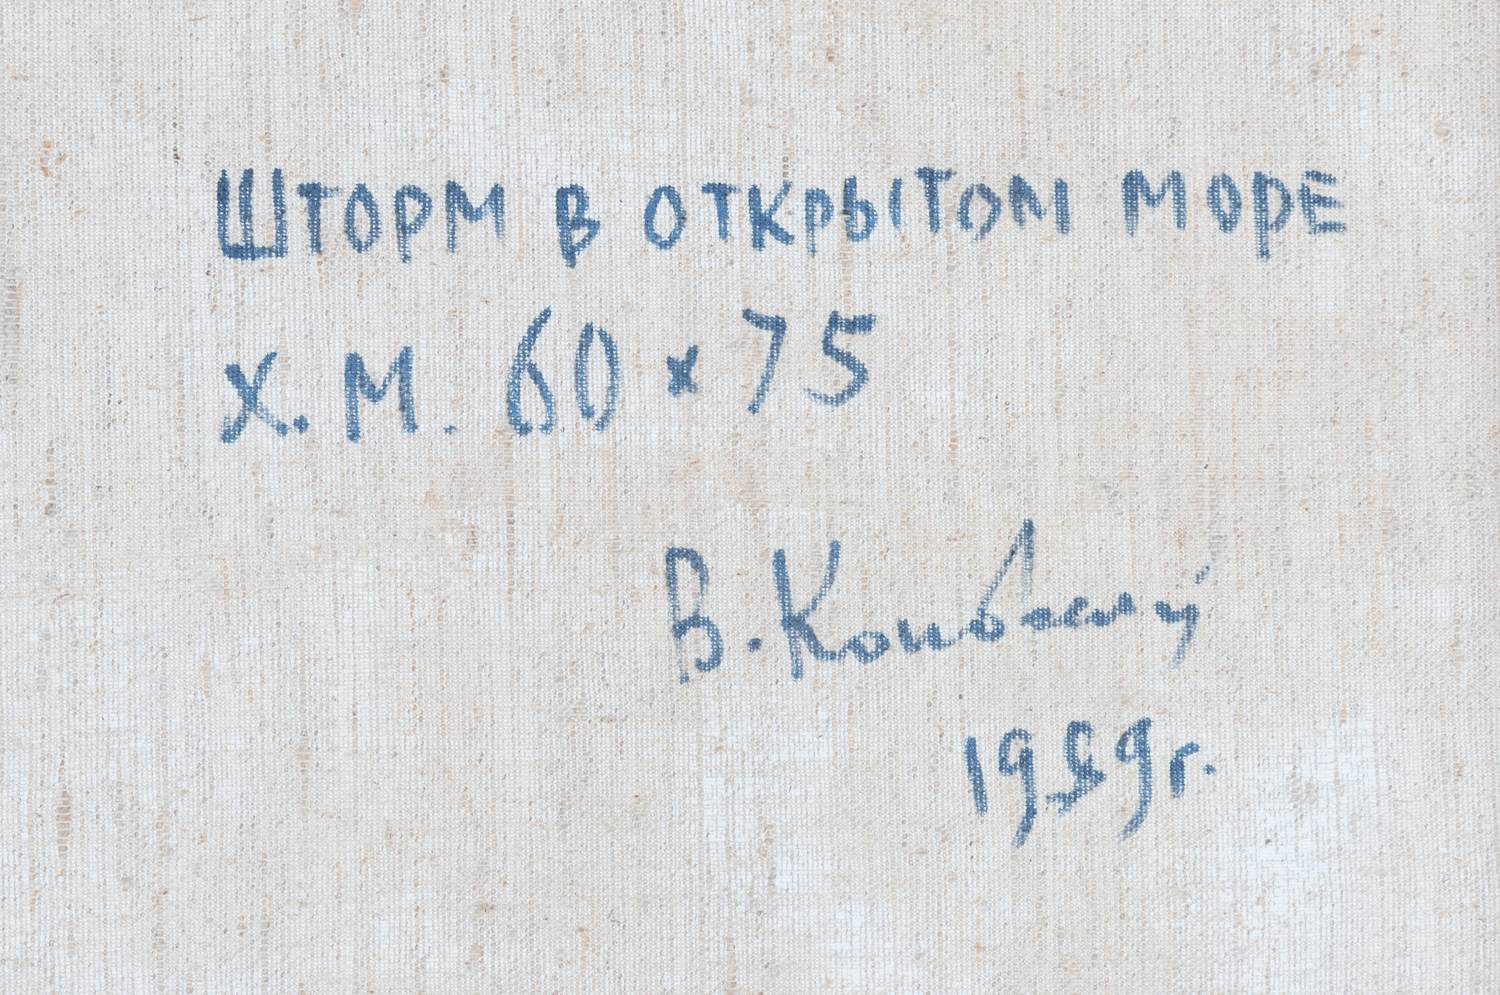 ШТОРМ В ОТКРЫТОМ МОРЕ
Х.М. 60 × 75
В.
1989г.